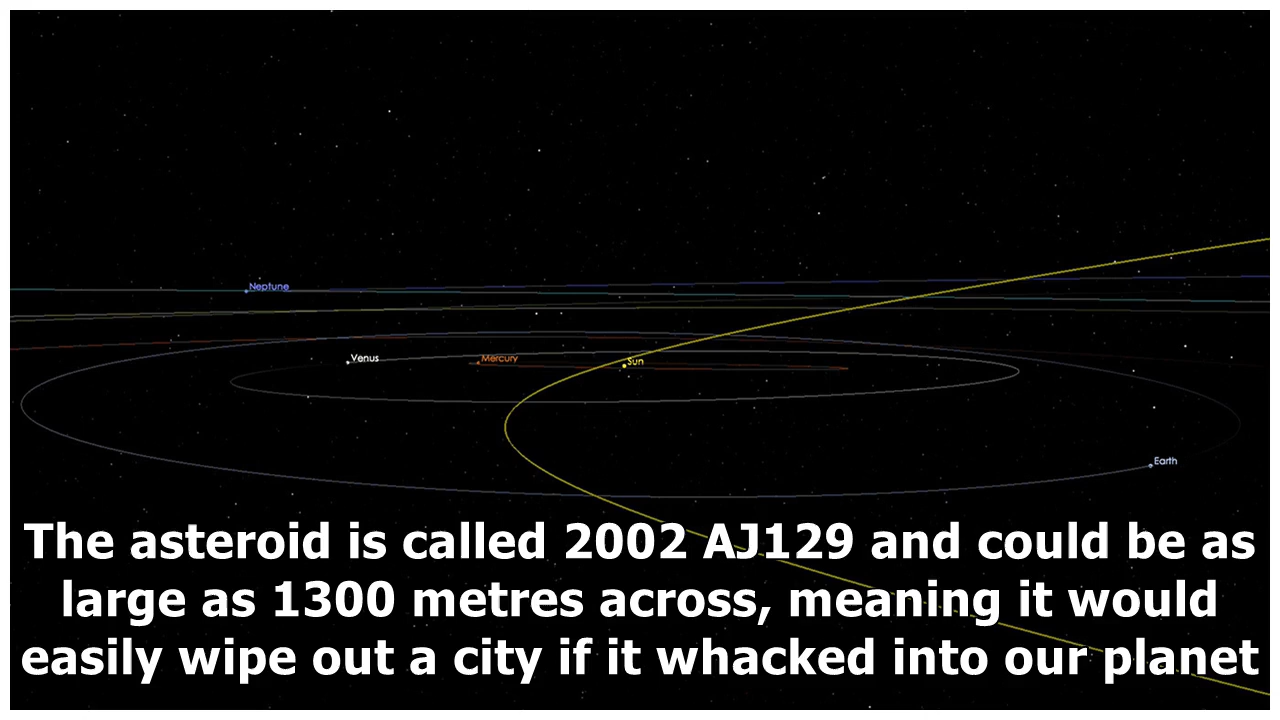 Neptune
Venus
Mercury
Sun
Earth
The asteroid is called 2002 AJ129 and could be as
large as 1300 metres across, meaning it would
easily wipe out a city if it whacked into our planet